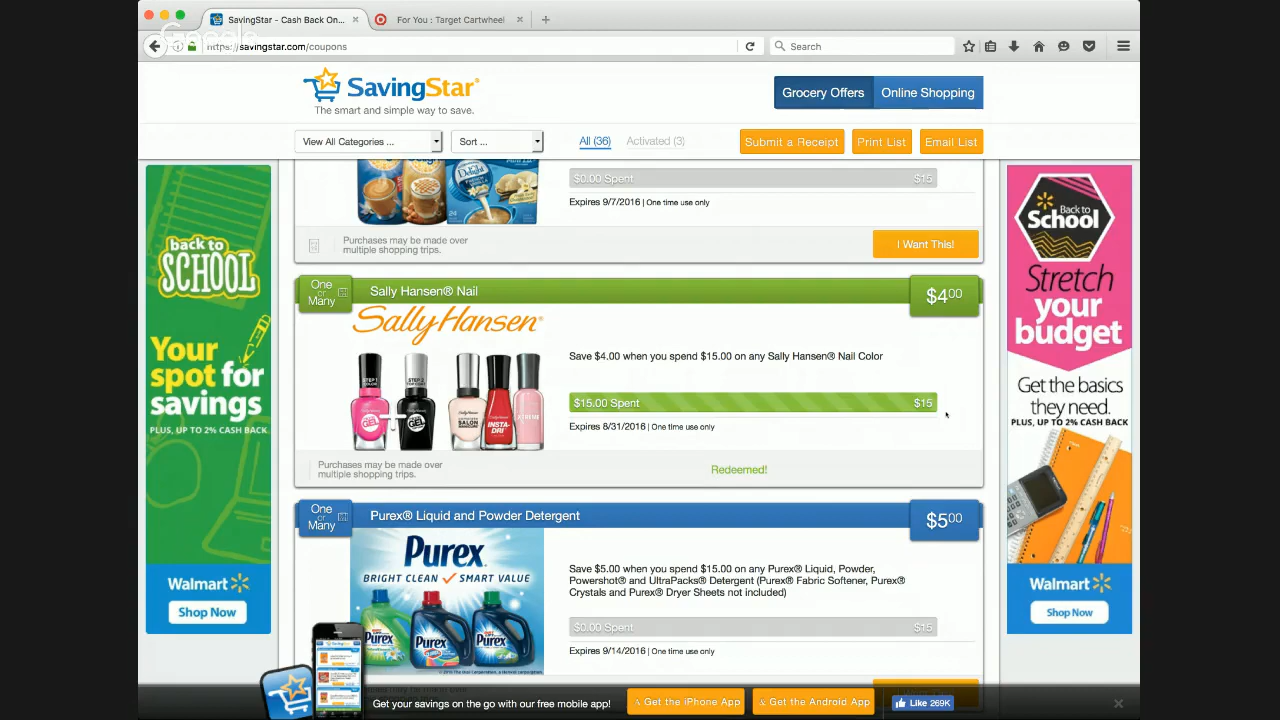 SavingStar - Cash Back On...
For You : Target Cartwheel
Google
https://savingstar.com/coupons
Search
SavingStar
The smart and simple way to save.
Grocery Offers
Online Shopping
View All Categories ...
Sort ...
All (36)
Activated (3)
Submit a Receipt
Print List
Email List
$0.00 Spent
$15
Expires 9/7/2016 | One time use only
Purchases may be made over
multiple shopping trips.
I Want This!
One
or
Many
Sally Hansen® Nail
$4.00
Sally Hansen
Save $4.00 when you spend $15.00 on any Sally Hansen® Nail Color
$15.00 Spent
$15
Expires 8/31/2016 | One time use only
Purchases may be made over
multiple shopping trips.
Redeemed!
One
or
Many
Purex® Liquid and Powder Detergent
$5.00
Purex
BRIGHT CLEAN SMART VALUE
Purex
Purex
Purex
Save $5.00 when you spend $15.00 on any Purex® Liquid, Powder,
Powershot® and UltraPacks® Detergent (Purex® Fabric Softener, Purex®
Crystals and Purex® Dryer Sheets not included)
$0.00 Spent
$15
Expires 9/14/2016 | One time use only
Get your savings on the go with our free mobile app!
Get the iPhone App
Get the Android App
Like 269K
back to
SCHOOL
Your
spot for
savings
PLUS, UP TO 2% CASH BACK
Walmart
Shop Now
Back to
School
Stretch
your
budget
Get the basics
they need.
PLUS, UP TO 2% CASH BACK
Walmart
Shop Now